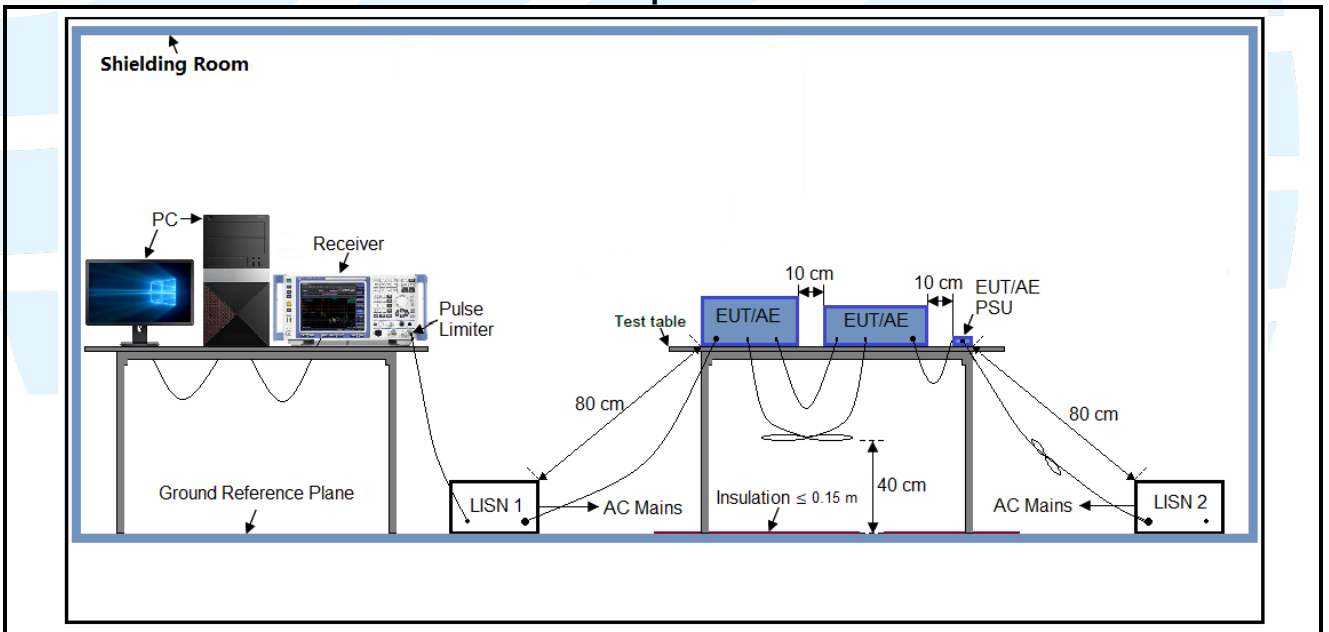 Shielding Room
PC
Receiver
Pulse
Limiter
10 cm
10 cm
EUT/AE
PSU
Test table
EUT/AE
EUT/AE
80 cm
80 cm
40 cm
Ground Reference Plane
LISN 1
AC Mains
Insulation ≤ 0.15 m
AC Mains
LISN 2